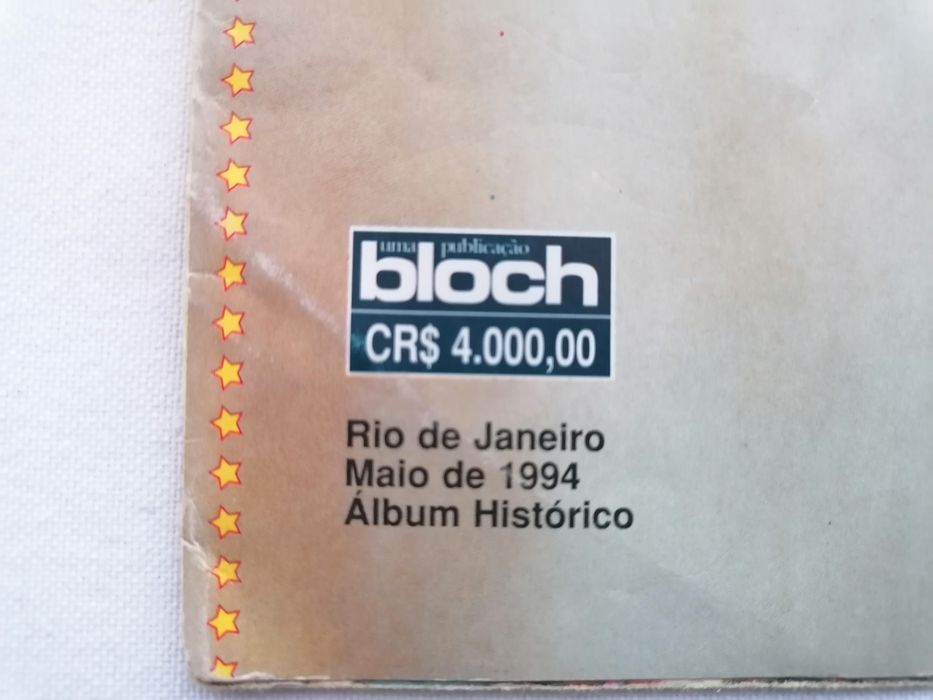 uma publicação
bloch
CR$ 4.000,00
Rio de Janeiro
Maio de 1994
Álbum Histórico